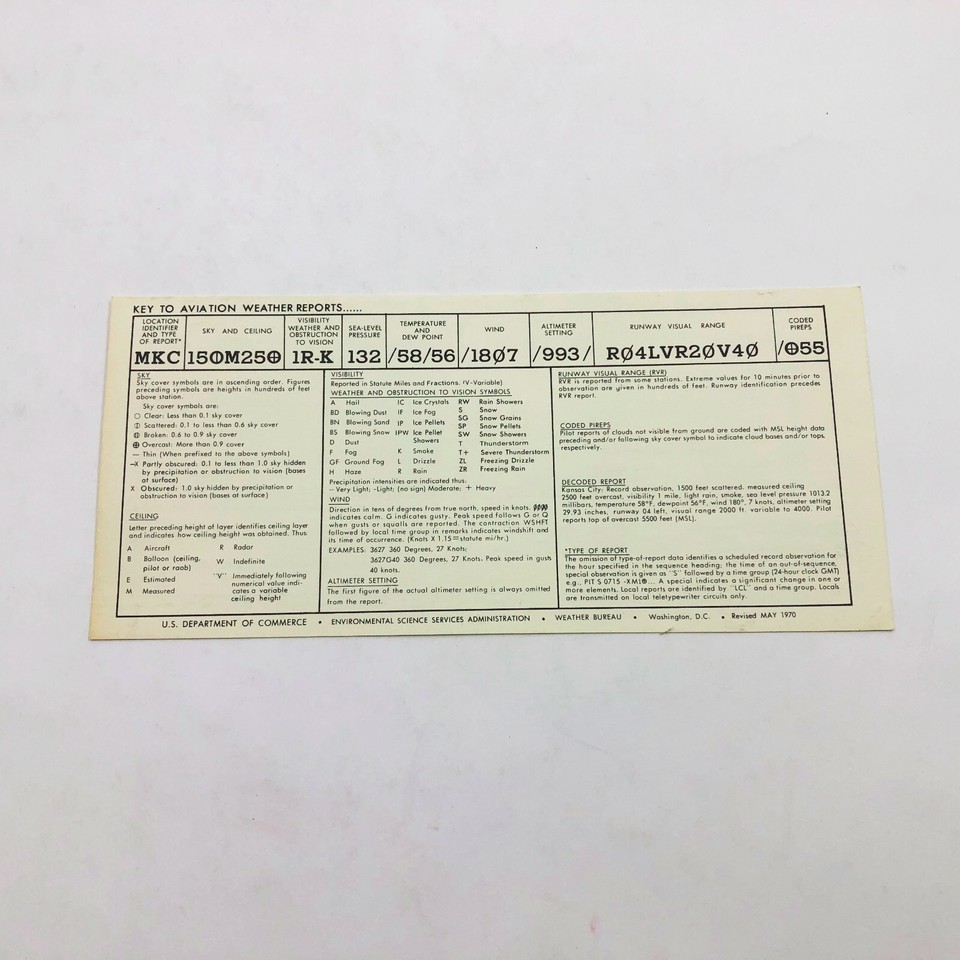 KEY TO AVIATION WEATHER REPORTS......
LOCATION IDENTIFIER AND TYPE OF REPORT*
SKY AND CEILING
VISIBILITY WEATHER AND OBSTRUCTION TO VISION
SEA-LEVEL PRESSURE
TEMPERATURE AND DEW POINT
WIND
ALTIMETER SETTING
RUNWAY VISUAL RANGE
CODED PIREPS
MKC 15⦶M25⊕ 1R-K 132 /58/56 /18Ø7 /993/ RØ4LVR2ØV4Ø /⊕55
SKY
Sky cover symbols are in ascending order. Figures
preceding symbols are heights in hundreds of feet
above station.
Sky cover symbols are:
○ Clear: Less than 0.1 sky cover
⦶ Scattered: 0.1 to less than 0.6 sky cover
Broken: 0.6 to 0.9 sky cover
⊕ Overcast: More than 0.9 cover
— Thin (When prefixed to the above symbols)
—X Partly obscured: 0.1 to less than 1.0 sky hidden
by precipitation or obstruction to vision (bases
at surface)
X Obscured: 1.0 sky hidden by precipitation or
obstruction to vision (bases at surface)
CEILING
Letter preceding height of layer identifies ceiling layer
and indicates how ceiling height was obtained. Thus
A Aircraft
B Balloon (ceiling,
pilot or raob)
E Estimated
M Measured
R Radar
W Indefinite
"V" Immediately following
numerical value indi-
cates a variable
ceiling height
VISIBILITY
Reported in Statute Miles and Fractions. (V-Variable)
WEATHER AND OBSTRUCTION TO VISION SYMBOLS
A Hail IC Ice Crystals RW Rain Showers
BD Blowing Dust IF Ice Fog S Snow
BN Blowing Sand IP Ice Pellets SG Snow Grains
BS Blowing Snow IPW Ice Pellet SP Snow Pellets
D Dust Showers SW Snow Showers
F Fog K Smoke T Thunderstorm
GF Ground Fog L Drizzle T+ Severe Thunderstorm
H Haze R Rain ZL Freezing Drizzle
ZR Freezing Rain
Precipitation intensities are indicated thus:
-- Very Light; -Light; (no sign) Moderate; + Heavy
WIND
Direction in tens of degrees from true north, speed in knots. ØØØØ
indicates calm. G indicates gusty. Peak speed follows G or Q
when gusts or squalls are reported. The contraction WSHFT
followed by local time group in remarks indicates windshift and
its time of occurrence. (Knots X 1.15=statute mi/hr.)
EXAMPLES: 3627 360 Degrees, 27 Knots;
3627G40 360 Degrees, 27 Knots. Peak speed in gusts
40 knots.
ALTIMETER SETTING
The first figure of the actual altimeter setting is always omitted
from the report.
RUNWAY VISUAL RANGE (RVR)
RVR is reported from some stations. Extreme values for 10 minutes prior to
observation are given in hundreds of feet. Runway identification precedes
RVR report.
CODED PIREPS
Pilot reports of clouds not visible from ground are coded with MSL height data
preceding and/or following sky cover symbol to indicate cloud bases and/or tops,
respectively.
DECODED REPORT
Kansas City: Record observation, 1500 feet scattered, measured ceiling
2500 feet overcast, visibility 1 mile, light rain, smoke, sea level pressure 1013.2
millibars, temperature 58°F, dewpoint 56°F, wind 180°, 7 knots, altimeter setting
29.93 inches, runway 04 left, visual range 2000 ft. variable to 4000. Pilot
reports top of overcast 5500 feet (MSL).
*TYPE OF REPORT
The omission of type-of-report data identifies a scheduled record observation for
the hour specified in the sequence heading; the time of an out-of-sequence,
special observation is given as "S" followed by a time group (24-hour clock GMT)
e.g., PIT S 0715 -XM1 ... A special indicates a significant change in one or
more elements. Local reports are identified by "LCL" and a time group. Locals
are transmitted on local teletypewriter circuits only.
U.S. DEPARTMENT OF COMMERCE • ENVIRONMENTAL SCIENCE SERVICES ADMINISTRATION • WEATHER BUREAU • Washington, D.C. • Revised MAY 1970